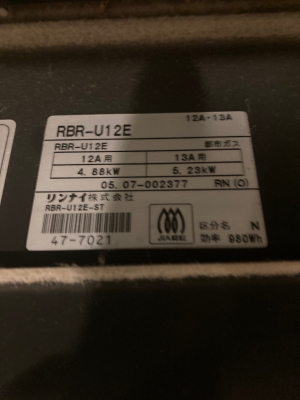 12A・13A
RBR-U12E
RBR-U12E 都市ガス
12A用 13A用
4.88kW 5.23kW
05.07-002377 RN (O)
リンナイ株式会社
RBR-U12E-ST
47-7021
JIA
区分名 N
効率 980Wh